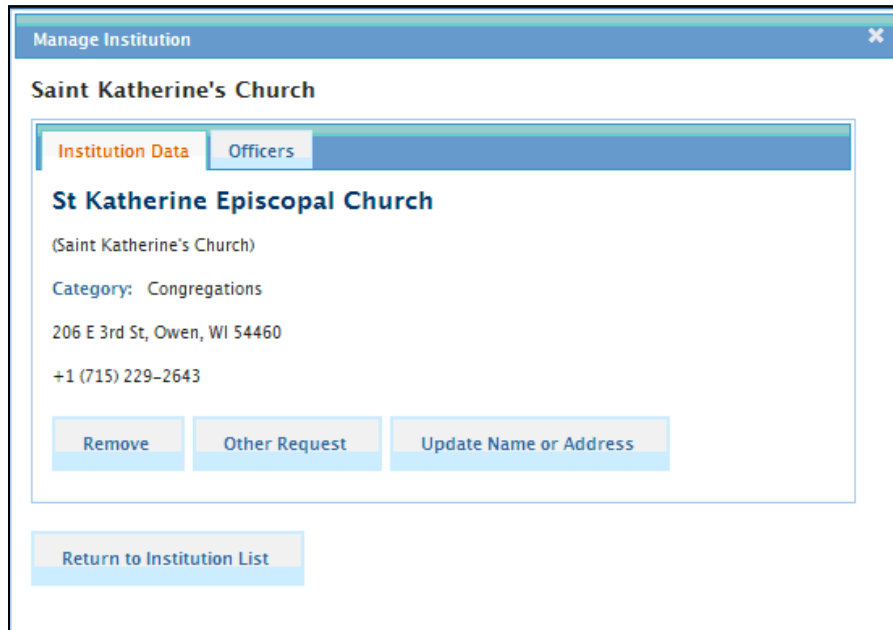 Manage Institution
Saint Katherine's Church
Institution Data Officers
St Katherine Episcopal Church
(Saint Katherine's Church)
Category: Congregations
206 E 3rd St, Owen, WI 54460
+1 (715) 229-2643
Remove Other Request Update Name or Address
Return to Institution List